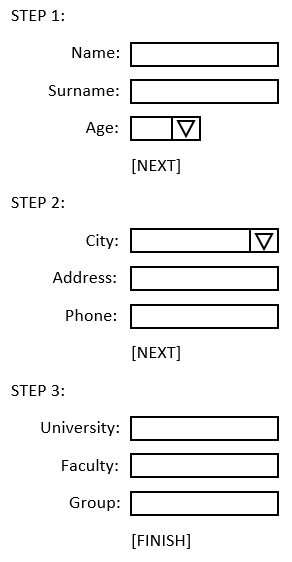 STEP 1:
Name:
Surname:
Age:
[NEXT]
STEP 2:
City:
Address:
Phone:
[NEXT]
STEP 3:
University:
Faculty:
Group:
[FINISH]